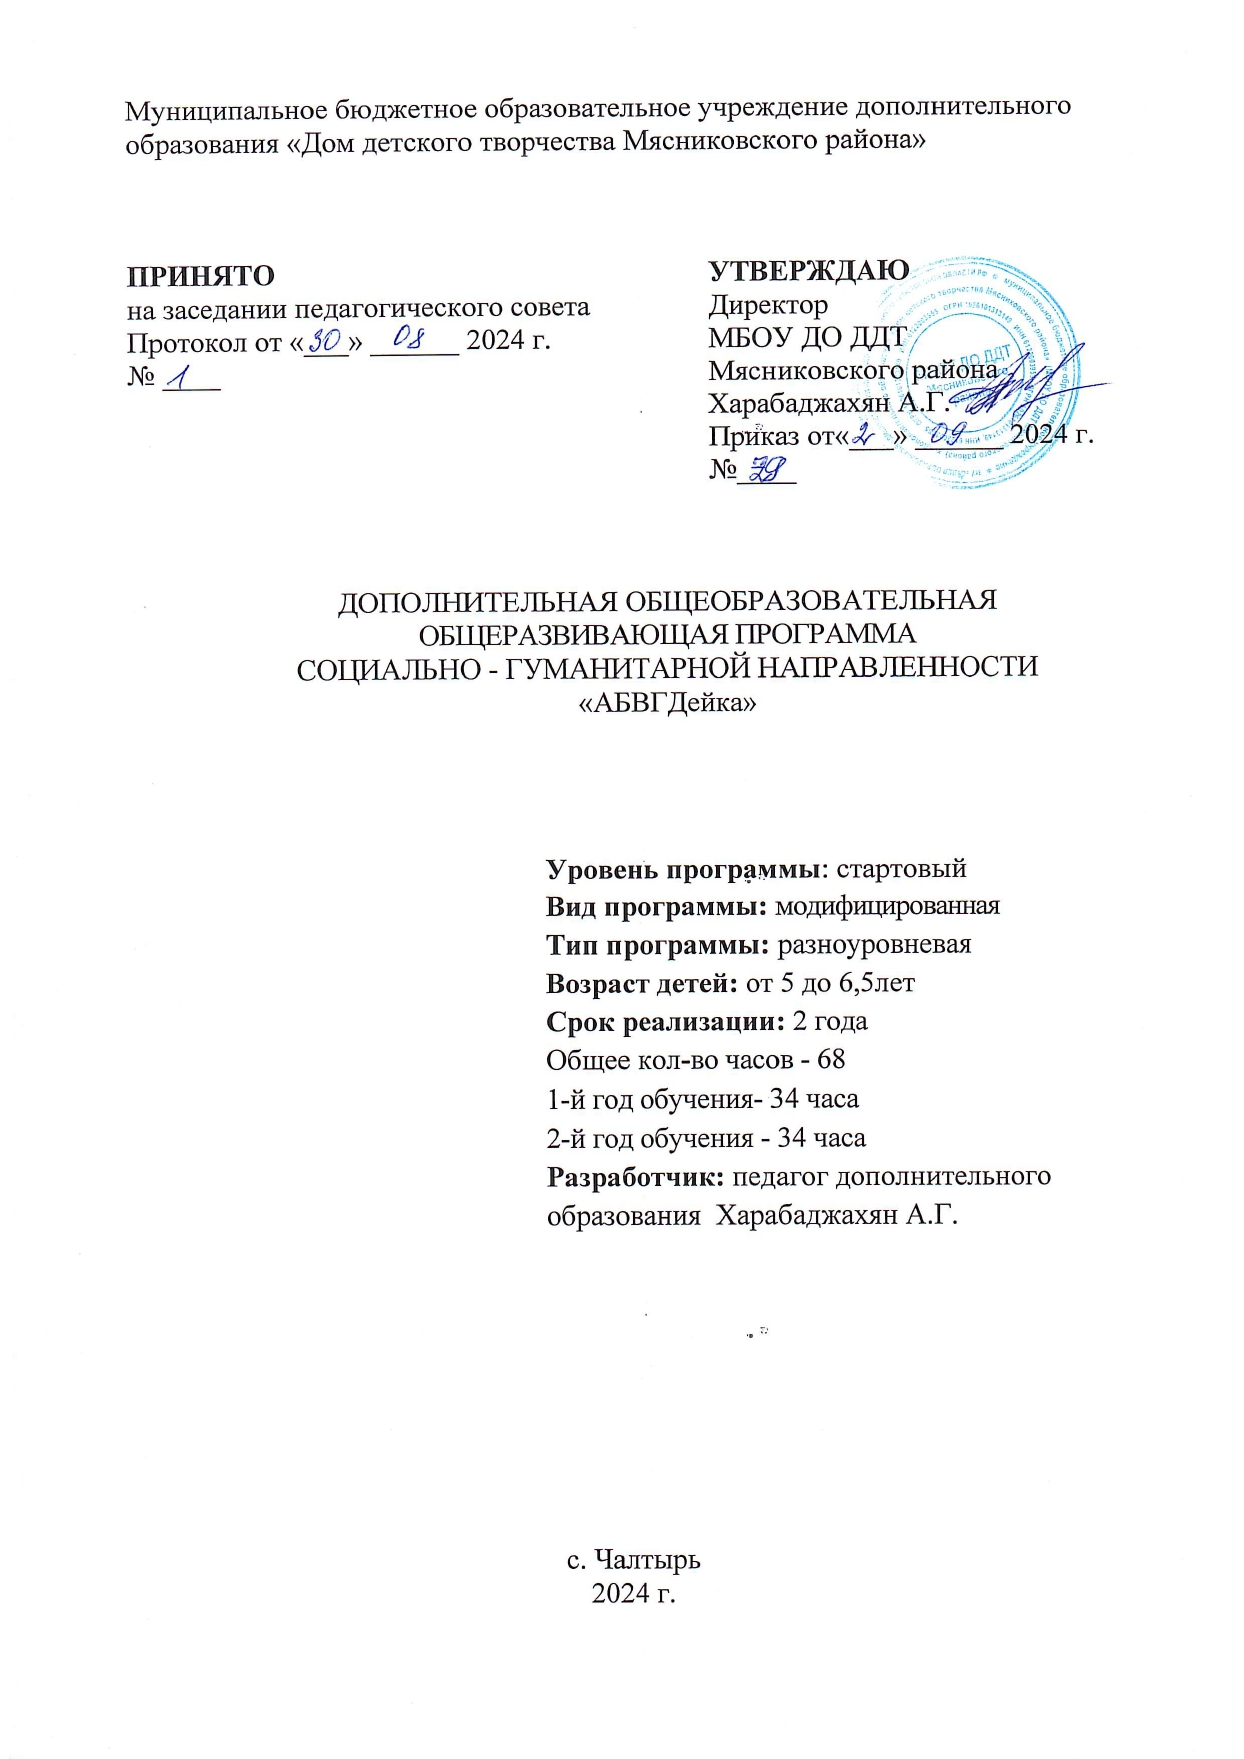 Муниципальное бюджетное образовательное учреждение дополнительного
образования «Дом детского творчества Мясниковского района»
ПРИНЯТО
на заседании педагогического совета
Протокол от «30» 08 2024 г.
№ 1
УТВЕРЖДАЮ
Директор
МБОУ ДО ДДТ
Мясниковского района
Харабаджахян А.Г.
Приказ от«2» 09 2024 г.
№
ДОПОЛНИТЕЛЬНАЯ ОБЩЕОБРАЗОВАТЕЛЬНАЯ
ОБЩЕРАЗВИВАЮЩАЯ ПРОГРАММА
СОЦИАЛЬНО - ГУМАНИТАРНОЙ НАПРАВЛЕННОСТИ
«АБВГДейка»
Уровень программы: стартовый
Вид программы: модифицированная
Тип программы: разноуровневая
Возраст детей: от 5 до 6,5лет
Срок реализации: 2 года
Общее кол-во часов - 68
1-й год обучения- 34 часа
2-й год обучения - 34 часа
Разработчик: педагог дополнительного
образования Харабаджахян А.Г.
с. Чалтырь
2024 г.